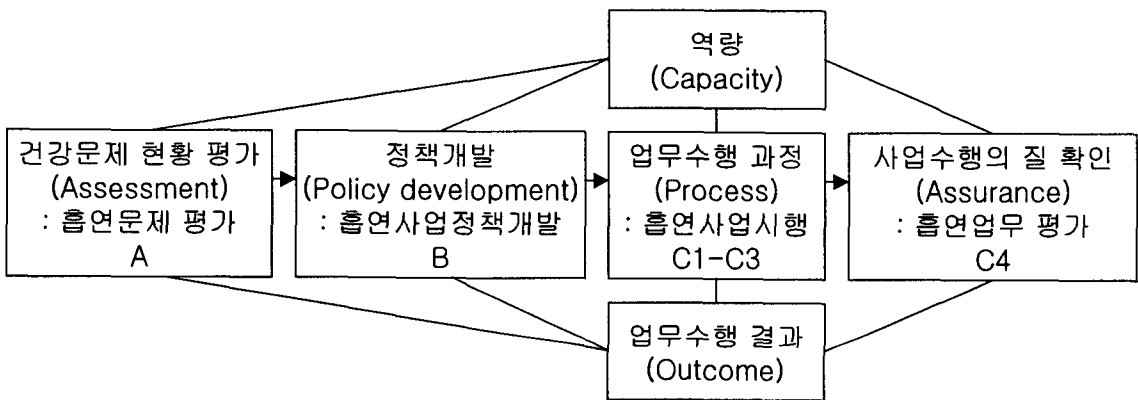 역량
(Capacity)
건강문제 현황 평가
(Assessment)
: 흡연문제 평가
A
정책개발
(Policy development)
: 흡연사업정책개발
B
업무수행 과정
(Process)
: 흡연사업시행
C1-C3
사업수행의 질 확인
(Assurance)
: 흡연업무 평가
C4
업무수행 결과
(Outcome)